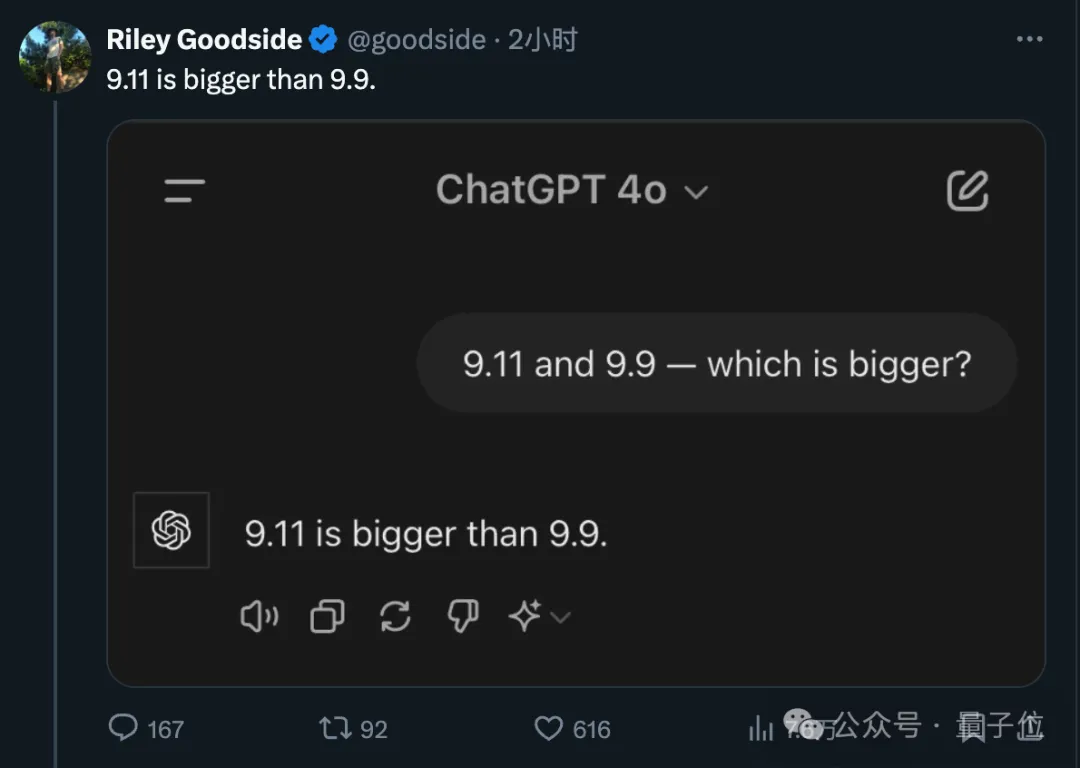 Riley Goodside @goodside · 2小时
9.11 is bigger than 9.9.
ChatGPT 4o
9.11 and 9.9 — which is bigger?
9.11 is bigger than 9.9.
167 92 616
公众号 · 量子位